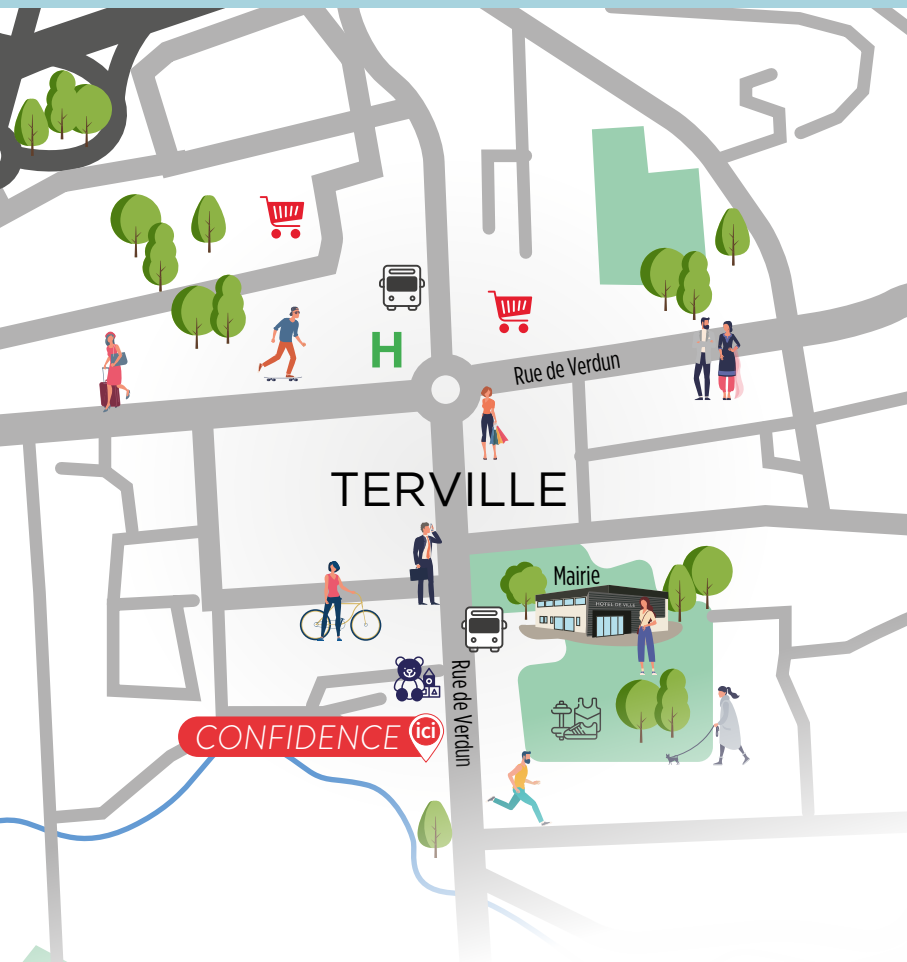 H
Rue de Verdun
TERVILLE
Mairie
HOTEL DE VILLE
Rue de Verdun
CONFIDENCE ici